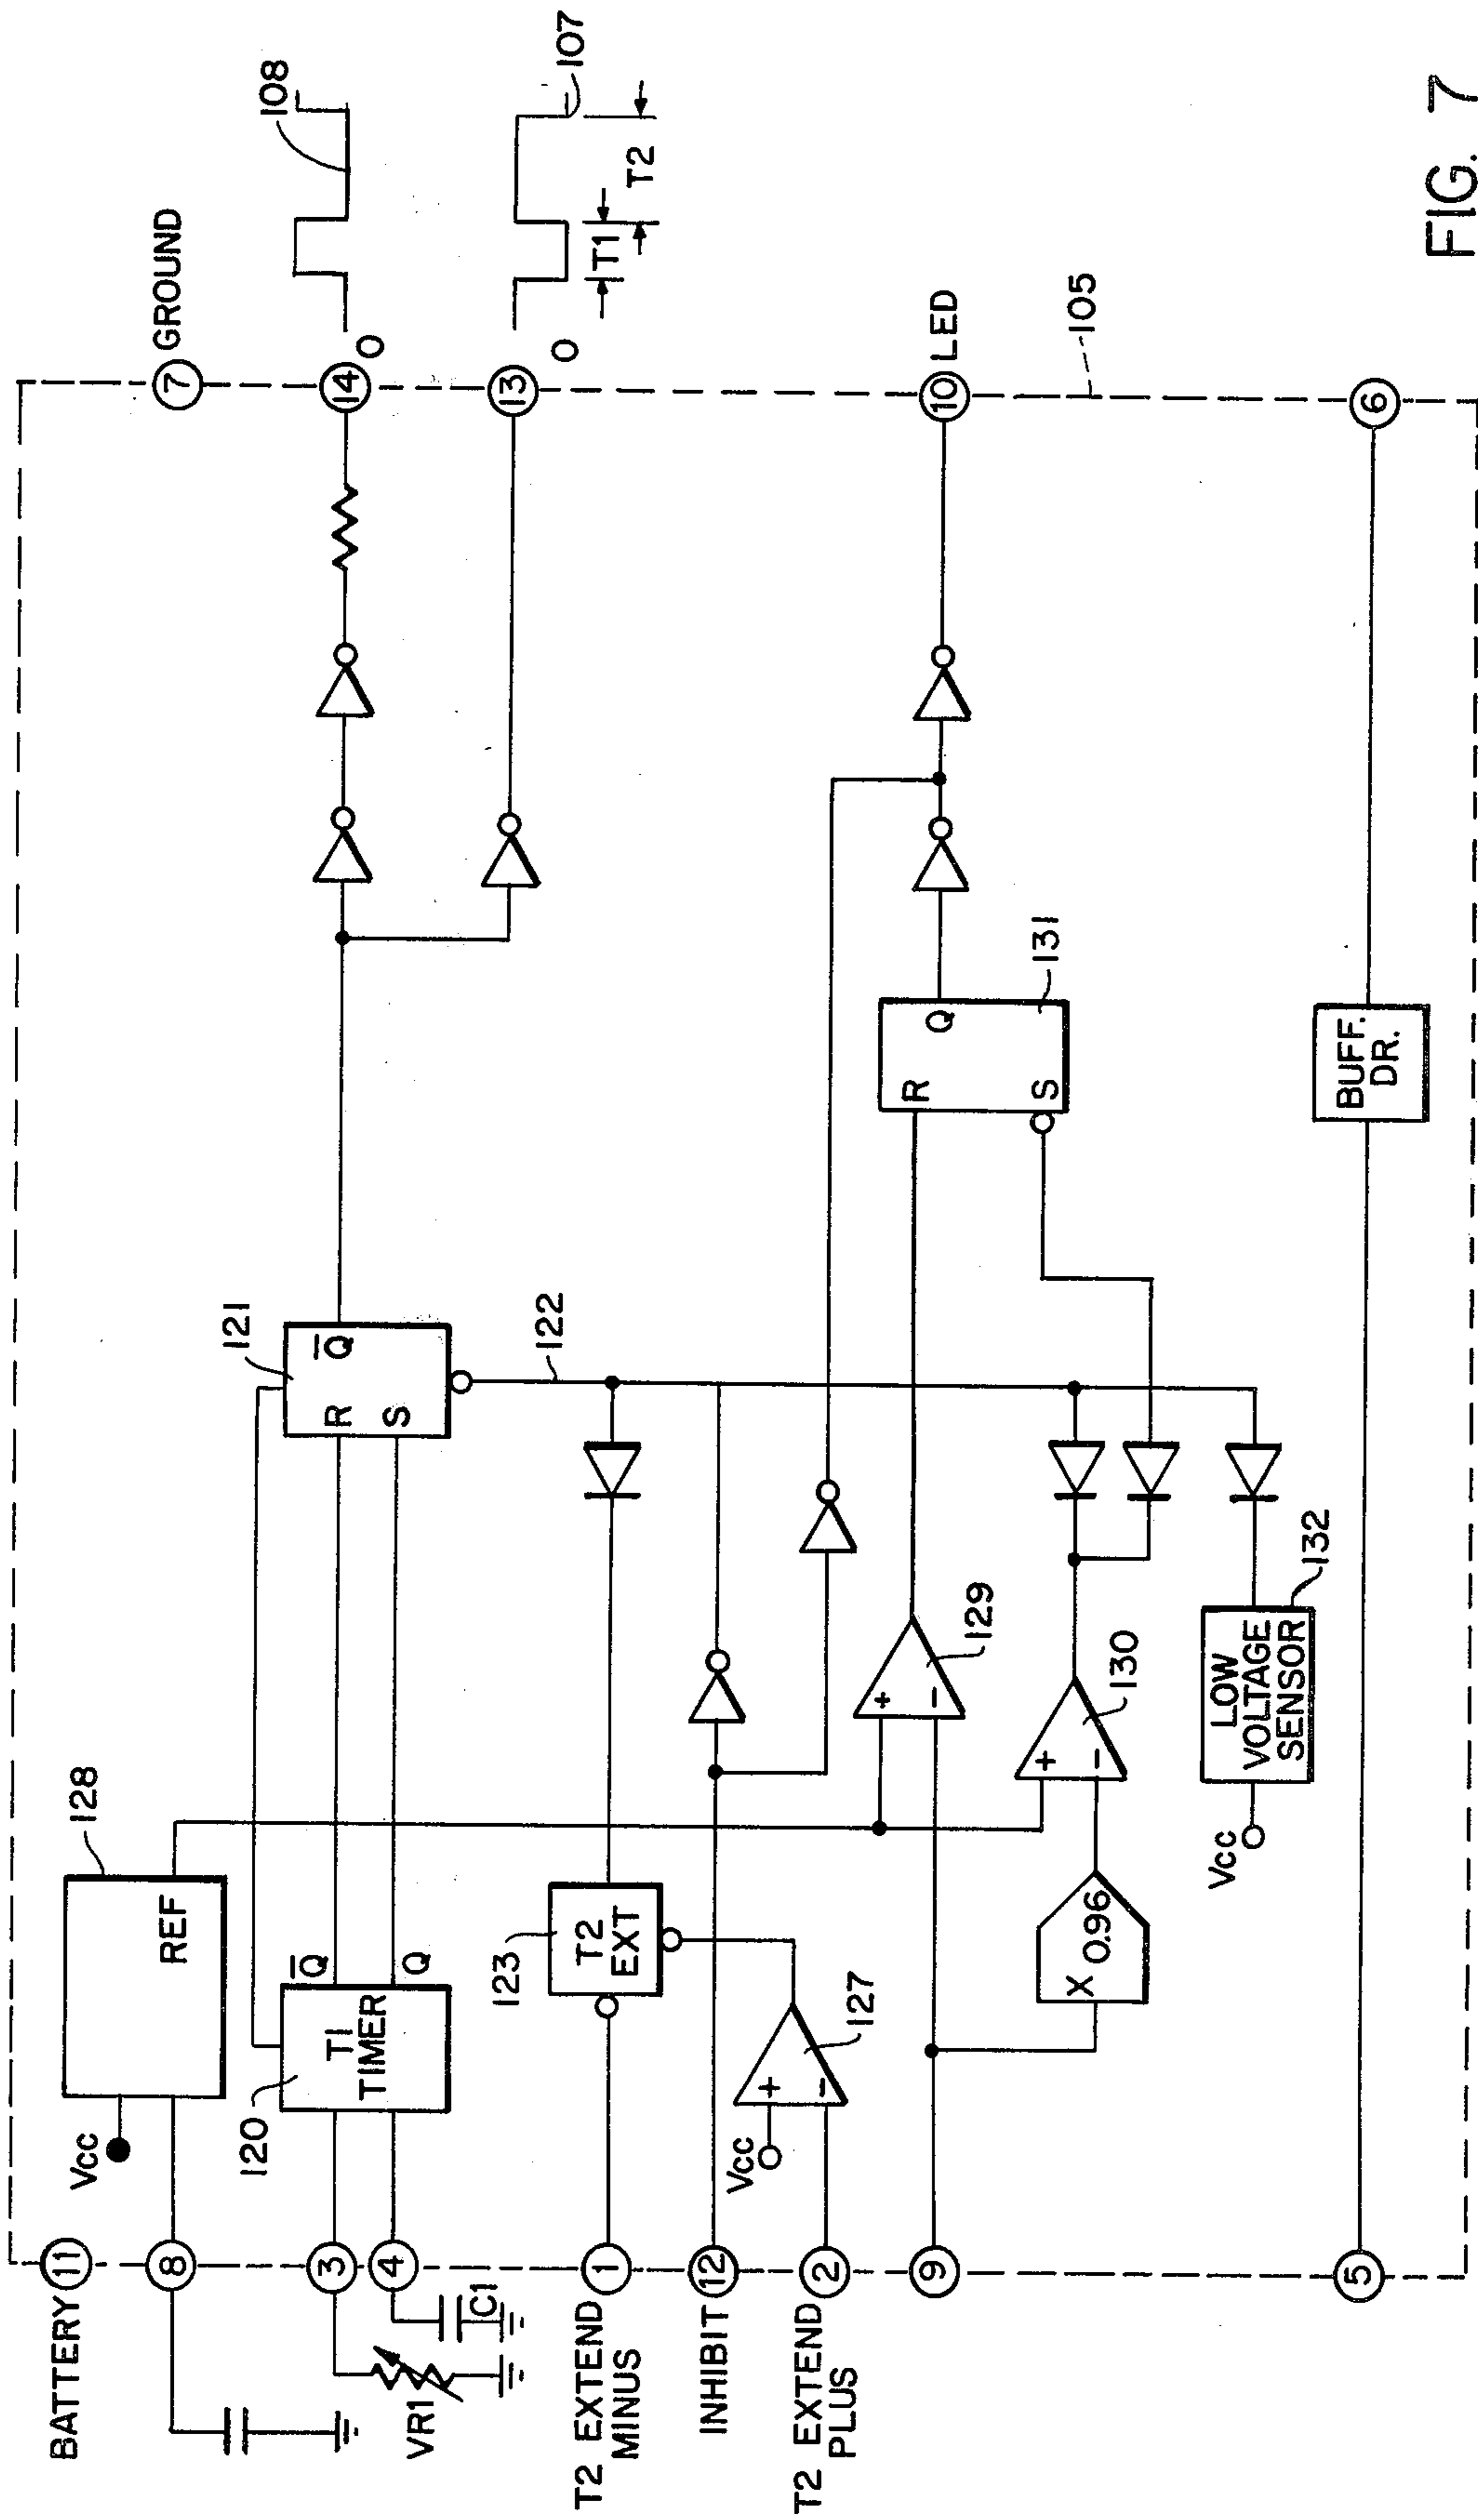 BATTERY
11
8
3
4
VR1
C1
T2 EXTEND
MINUS
1
INHIBIT
12
T2 EXTEND
PLUS
2
9
5
Vcc
128
REF
120
T1
TIMER
Q̅
Q
121
R
S
Q̅
122
123
T2
EXT
Vcc
+
−
127
+
−
129
+
−
130
X 0.96
Vcc
LOW
VOLTAGE
SENSOR
132
R
S
Q
131
BUFF.
DR.
7
GROUND
14
O
13
O
10
LED
105
6
108
107
T1
T2
FIG. 7